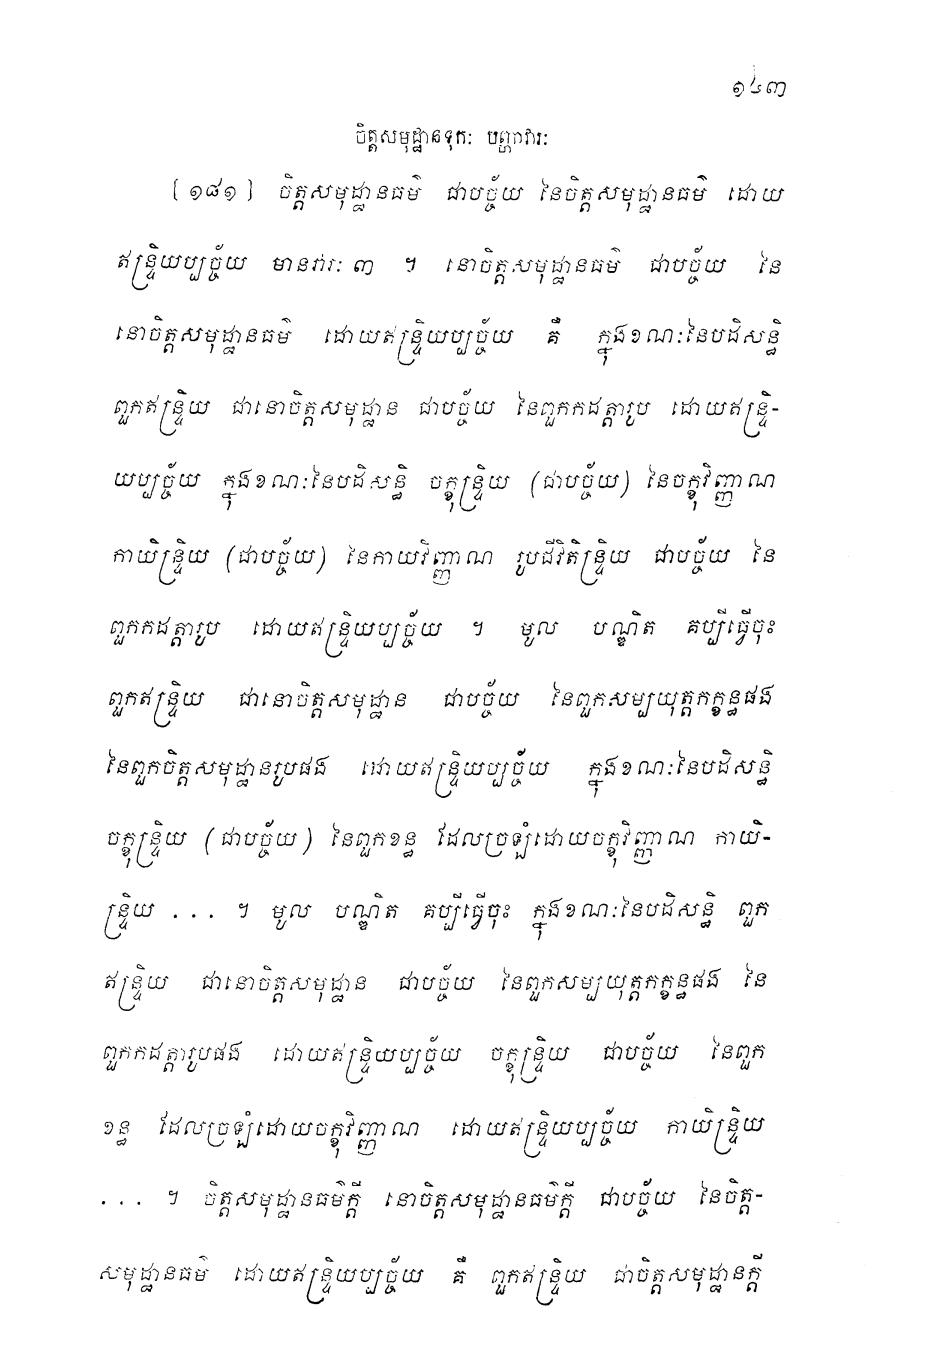 ១៤៣
ចិត្តសមុដ្ឋានទុកៈ បញ្ហាវារៈ
[១៨១] ចិត្តសមុដ្ឋានធម៌ ជាបច្ច័យ នៃចិត្តសមុដ្ឋានធម៌ ដោយ
ឥន្ទ្រិយប្បច្ច័យ មានវារៈ ៣ ។ នោចិត្តសមុដ្ឋានធម៌ ជាបច្ច័យ នៃ
នោចិត្តសមុដ្ឋានធម៌ ដោយឥន្ទ្រិយប្បច្ច័យ គឺ ក្នុងខណៈនៃបដិសន្ធិ
ពួកឥន្ទ្រិយ ជានោចិត្តសមុដ្ឋាន ជាបច្ច័យ នៃពួកកដត្តារូប ដោយឥន្ទ្រិ-
យប្បច្ច័យ ក្នុងខណៈនៃបដិសន្ធិ ចក្ខុន្ទ្រិយ (ជាបច្ច័យ) នៃចក្ខុវិញ្ញាណ
កាយិន្ទ្រិយ (ជាបច្ច័យ) នៃកាយវិញ្ញាណ រូបជីវិតិន្ទ្រិយ ជាបច្ច័យ នៃ
ពួកកដត្តារូប ដោយឥន្ទ្រិយប្បច្ច័យ ។ មូល បណ្ឌិត គប្បីធ្វើចុះ
ពួកឥន្ទ្រិយ ជានោចិត្តសមុដ្ឋាន ជាបច្ច័យ នៃពួកសម្បយុត្តកក្ខន្ធផង
នៃពួកចិត្តសមុដ្ឋានរូបផង ដោយឥន្ទ្រិយប្បច្ច័យ ក្នុងខណៈនៃបដិសន្ធិ
ចក្ខុន្ទ្រិយ (ជាបច្ច័យ) នៃពួកខន្ធ ដែលច្រឡំដោយចក្ខុវិញ្ញាណ កាយិ-
ន្ទ្រិយ . . . ។ មូល បណ្ឌិត គប្បីធ្វើចុះ ក្នុងខណៈនៃបដិសន្ធិ ពួក
ឥន្ទ្រិយ ជានោចិត្តសមុដ្ឋាន ជាបច្ច័យ នៃពួកសម្បយុត្តកក្ខន្ធផង នៃ
ពួកកដត្តារូបផង ដោយឥន្ទ្រិយប្បច្ច័យ ចក្ខុន្ទ្រិយ ជាបច្ច័យ នៃពួក
ខន្ធ ដែលច្រឡំដោយចក្ខុវិញ្ញាណ ដោយឥន្ទ្រិយប្បច្ច័យ កាយិន្ទ្រិយ
. . . ។ ចិត្តសមុដ្ឋានធម៌ក្តី នោចិត្តសមុដ្ឋានធម៌ក្តី ជាបច្ច័យ នៃចិត្ត-
សមុដ្ឋានធម៌ ដោយឥន្ទ្រិយប្បច្ច័យ គឺ ពួកឥន្ទ្រិយ ជាចិត្តសមុដ្ឋានក្តី